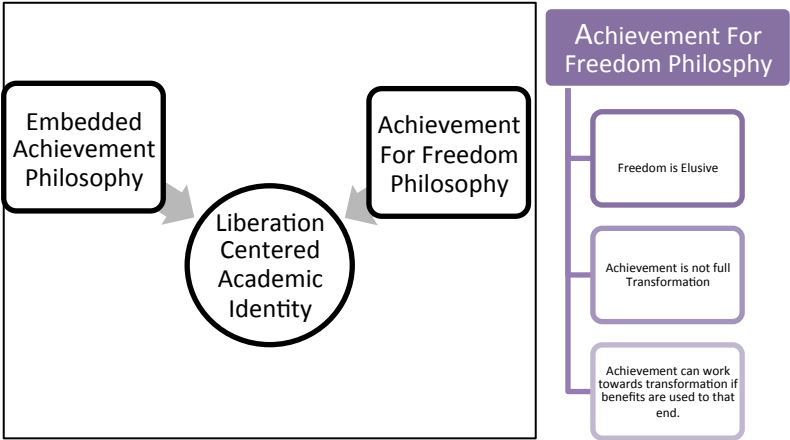 Embedded
Achievement
Philosophy
Achievement
For Freedom
Philosophy
Liberation
Centered
Academic
Identity
Achievement For
Freedom Philosphy
Freedom is Elusive
Achievement is not full
Transformation
Achievement can work
towards transformation if
benefits are used to that
end.